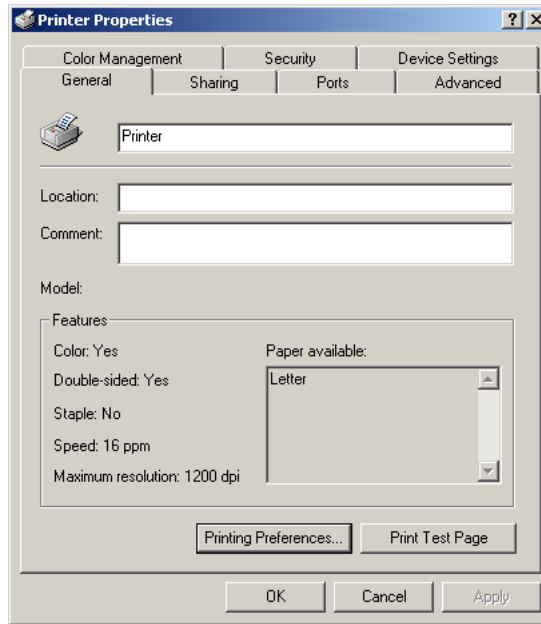 Printer Properties
Color Management Security Device Settings
General Sharing Ports Advanced
Printer
Location:
Comment:
Model:
Features
Color: Yes Paper available:
Double-sided: Yes Letter
Staple: No
Speed: 16 ppm
Maximum resolution: 1200 dpi
Printing Preferences... Print Test Page
OK Cancel Apply